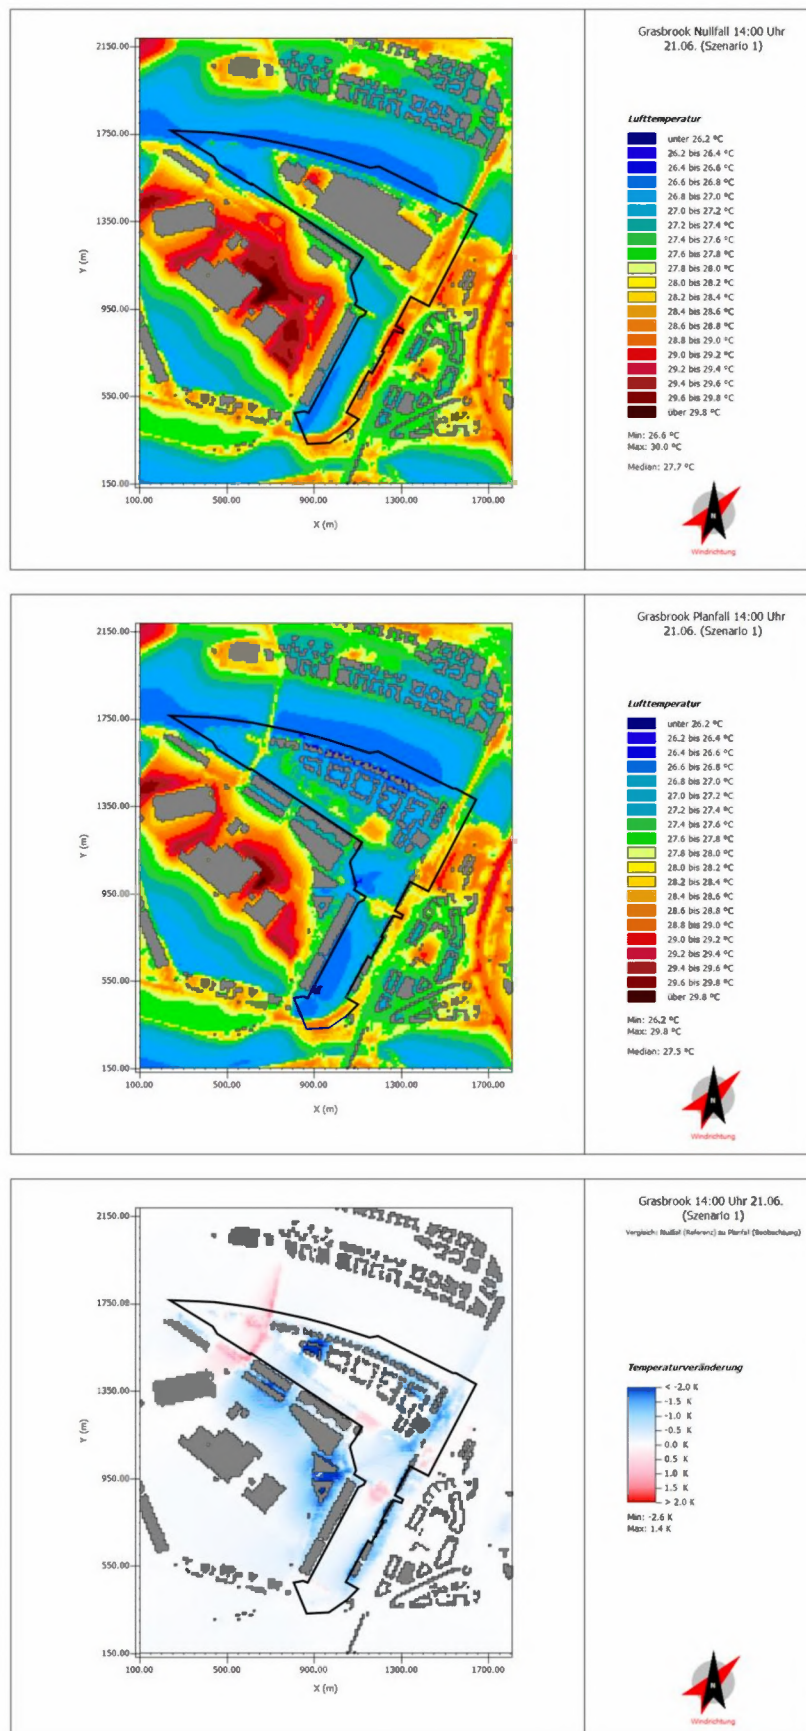 Grasbrook Nullfall 14:00 Uhr
21.06. (Szenario 1)
Lufttemperatur
unter 26.2 °C
26.2 bis 26.4 °C
26.4 bis 26.6 °C
26.6 bis 26.8 °C
26.8 bis 27.0 °C
27.0 bis 27.2 °C
27.2 bis 27.4 °C
27.4 bis 27.6 °C
27.6 bis 27.8 °C
27.8 bis 28.0 °C
28.0 bis 28.2 °C
28.2 bis 28.4 °C
28.4 bis 28.6 °C
28.6 bis 28.8 °C
28.8 bis 29.0 °C
29.0 bis 29.2 °C
29.2 bis 29.4 °C
29.4 bis 29.6 °C
29.6 bis 29.8 °C
über 29.8 °C
Min: 26.6 °C
Max: 30.0 °C
Median: 27.7 °C
N
Windrichtung
2150.00
1750.00
1350.00
950.00
550.00
150.00
Y (m)
100.00 500.00 900.00 1300.00 1700.00
X (m)
Grasbrook Planfall 14:00 Uhr
21.06. (Szenario 1)
Lufttemperatur
unter 26.2 °C
26.2 bis 26.4 °C
26.4 bis 26.6 °C
26.6 bis 26.8 °C
26.8 bis 27.0 °C
27.0 bis 27.2 °C
27.2 bis 27.4 °C
27.4 bis 27.6 °C
27.6 bis 27.8 °C
27.8 bis 28.0 °C
28.0 bis 28.2 °C
28.2 bis 28.4 °C
28.4 bis 28.6 °C
28.6 bis 28.8 °C
28.8 bis 29.0 °C
29.0 bis 29.2 °C
29.2 bis 29.4 °C
29.4 bis 29.6 °C
29.6 bis 29.8 °C
über 29.8 °C
Min: 26.2 °C
Max: 29.8 °C
Median: 27.5 °C
N
Windrichtung
2150.00
1750.00
1350.00
950.00
550.00
150.00
Y (m)
100.00 500.00 900.00 1300.00 1700.00
X (m)
Grasbrook 14:00 Uhr 21.06.
(Szenario 1)
Vergleich: Nullfall (Referenz) zu Planfall (Beobachtung)
Temperaturveränderung
< -2.0 K
-1.5 K
-1.0 K
-0.5 K
0.0 K
0.5 K
1.0 K
1.5 K
> 2.0 K
Min: -2.6 K
Max: 1.4 K
N
Windrichtung
2150.00
1750.00
1350.00
950.00
550.00
150.00
Y (m)
100.00 500.00 900.00 1300.00 1700.00
X (m)